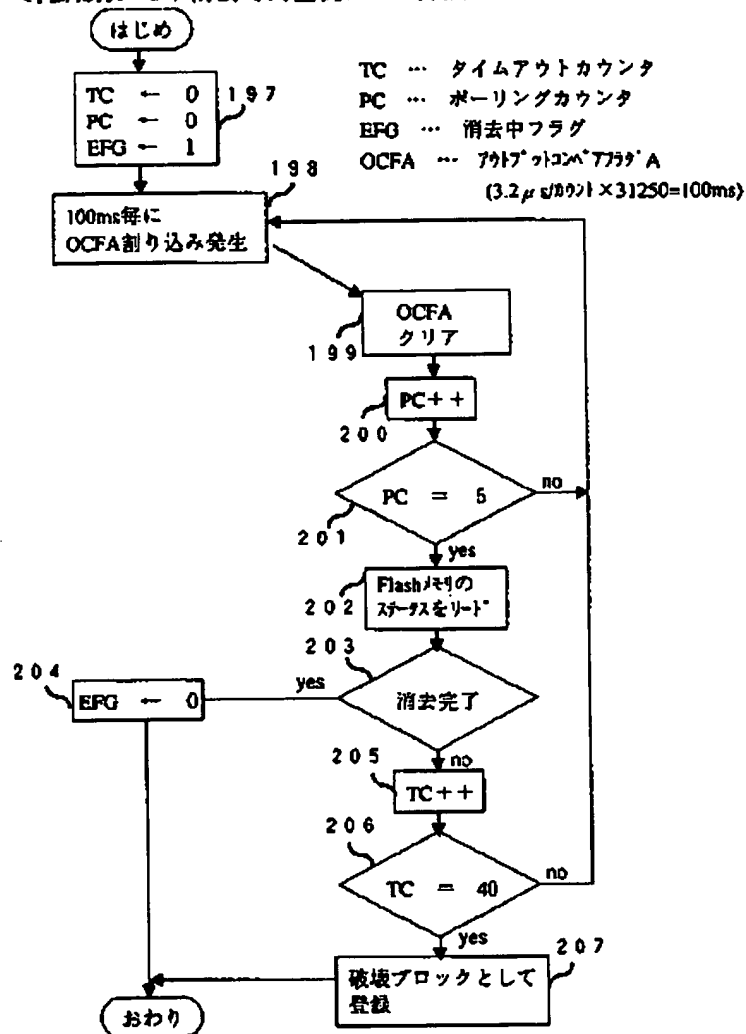 はじめ
TC ← 0
PC ← 0
EFG ← 1
197
TC … タイムアウトカウンタ
PC … ポーリングカウンタ
EFG … 消去中フラグ
OCFA … アウトプットコンペアフラグA
(3.2μs/カウント×31250=100ms)
198
100ms毎に
OCFA割り込み発生
OCFA
クリア
199
PC++
200
PC = 5
no
201
yes
Flashメモリの
ステータスをリード
202
203
消去完了
yes
204
EFG ← 0
no
205
TC++
206
TC = 40
no
yes
207
破壊ブロックとして
登録
おわり